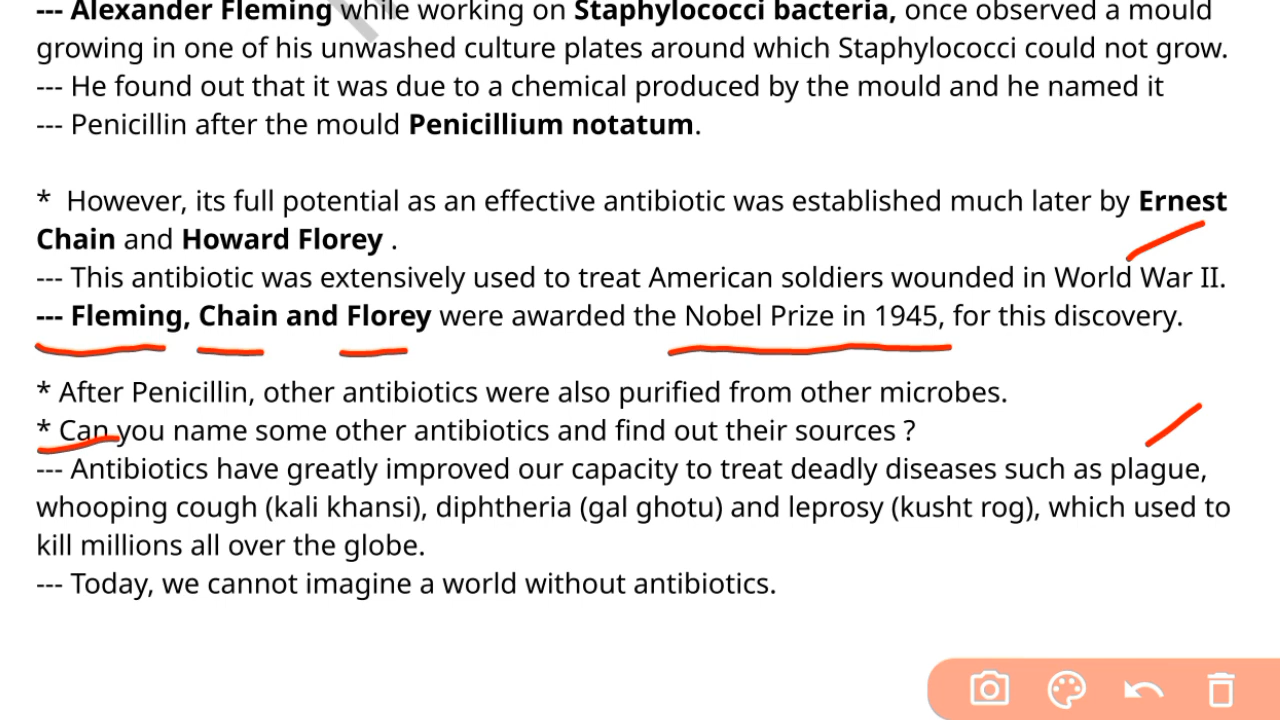 --- Alexander Fleming while working on Staphylococci bacteria, once observed a mould
growing in one of his unwashed culture plates around which Staphylococci could not grow.
--- He found out that it was due to a chemical produced by the mould and he named it
--- Penicillin after the mould Penicillium notatum.
*  However, its full potential as an effective antibiotic was established much later by Ernest
Chain and Howard Florey .
--- This antibiotic was extensively used to treat American soldiers wounded in World War II.
--- Fleming, Chain and Florey were awarded the Nobel Prize in 1945, for this discovery.
* After Penicillin, other antibiotics were also purified from other microbes.
* Can you name some other antibiotics and find out their sources ?
--- Antibiotics have greatly improved our capacity to treat deadly diseases such as plague,
whooping cough (kali khansi), diphtheria (gal ghotu) and leprosy (kusht rog), which used to
kill millions all over the globe.
--- Today, we cannot imagine a world without antibiotics.